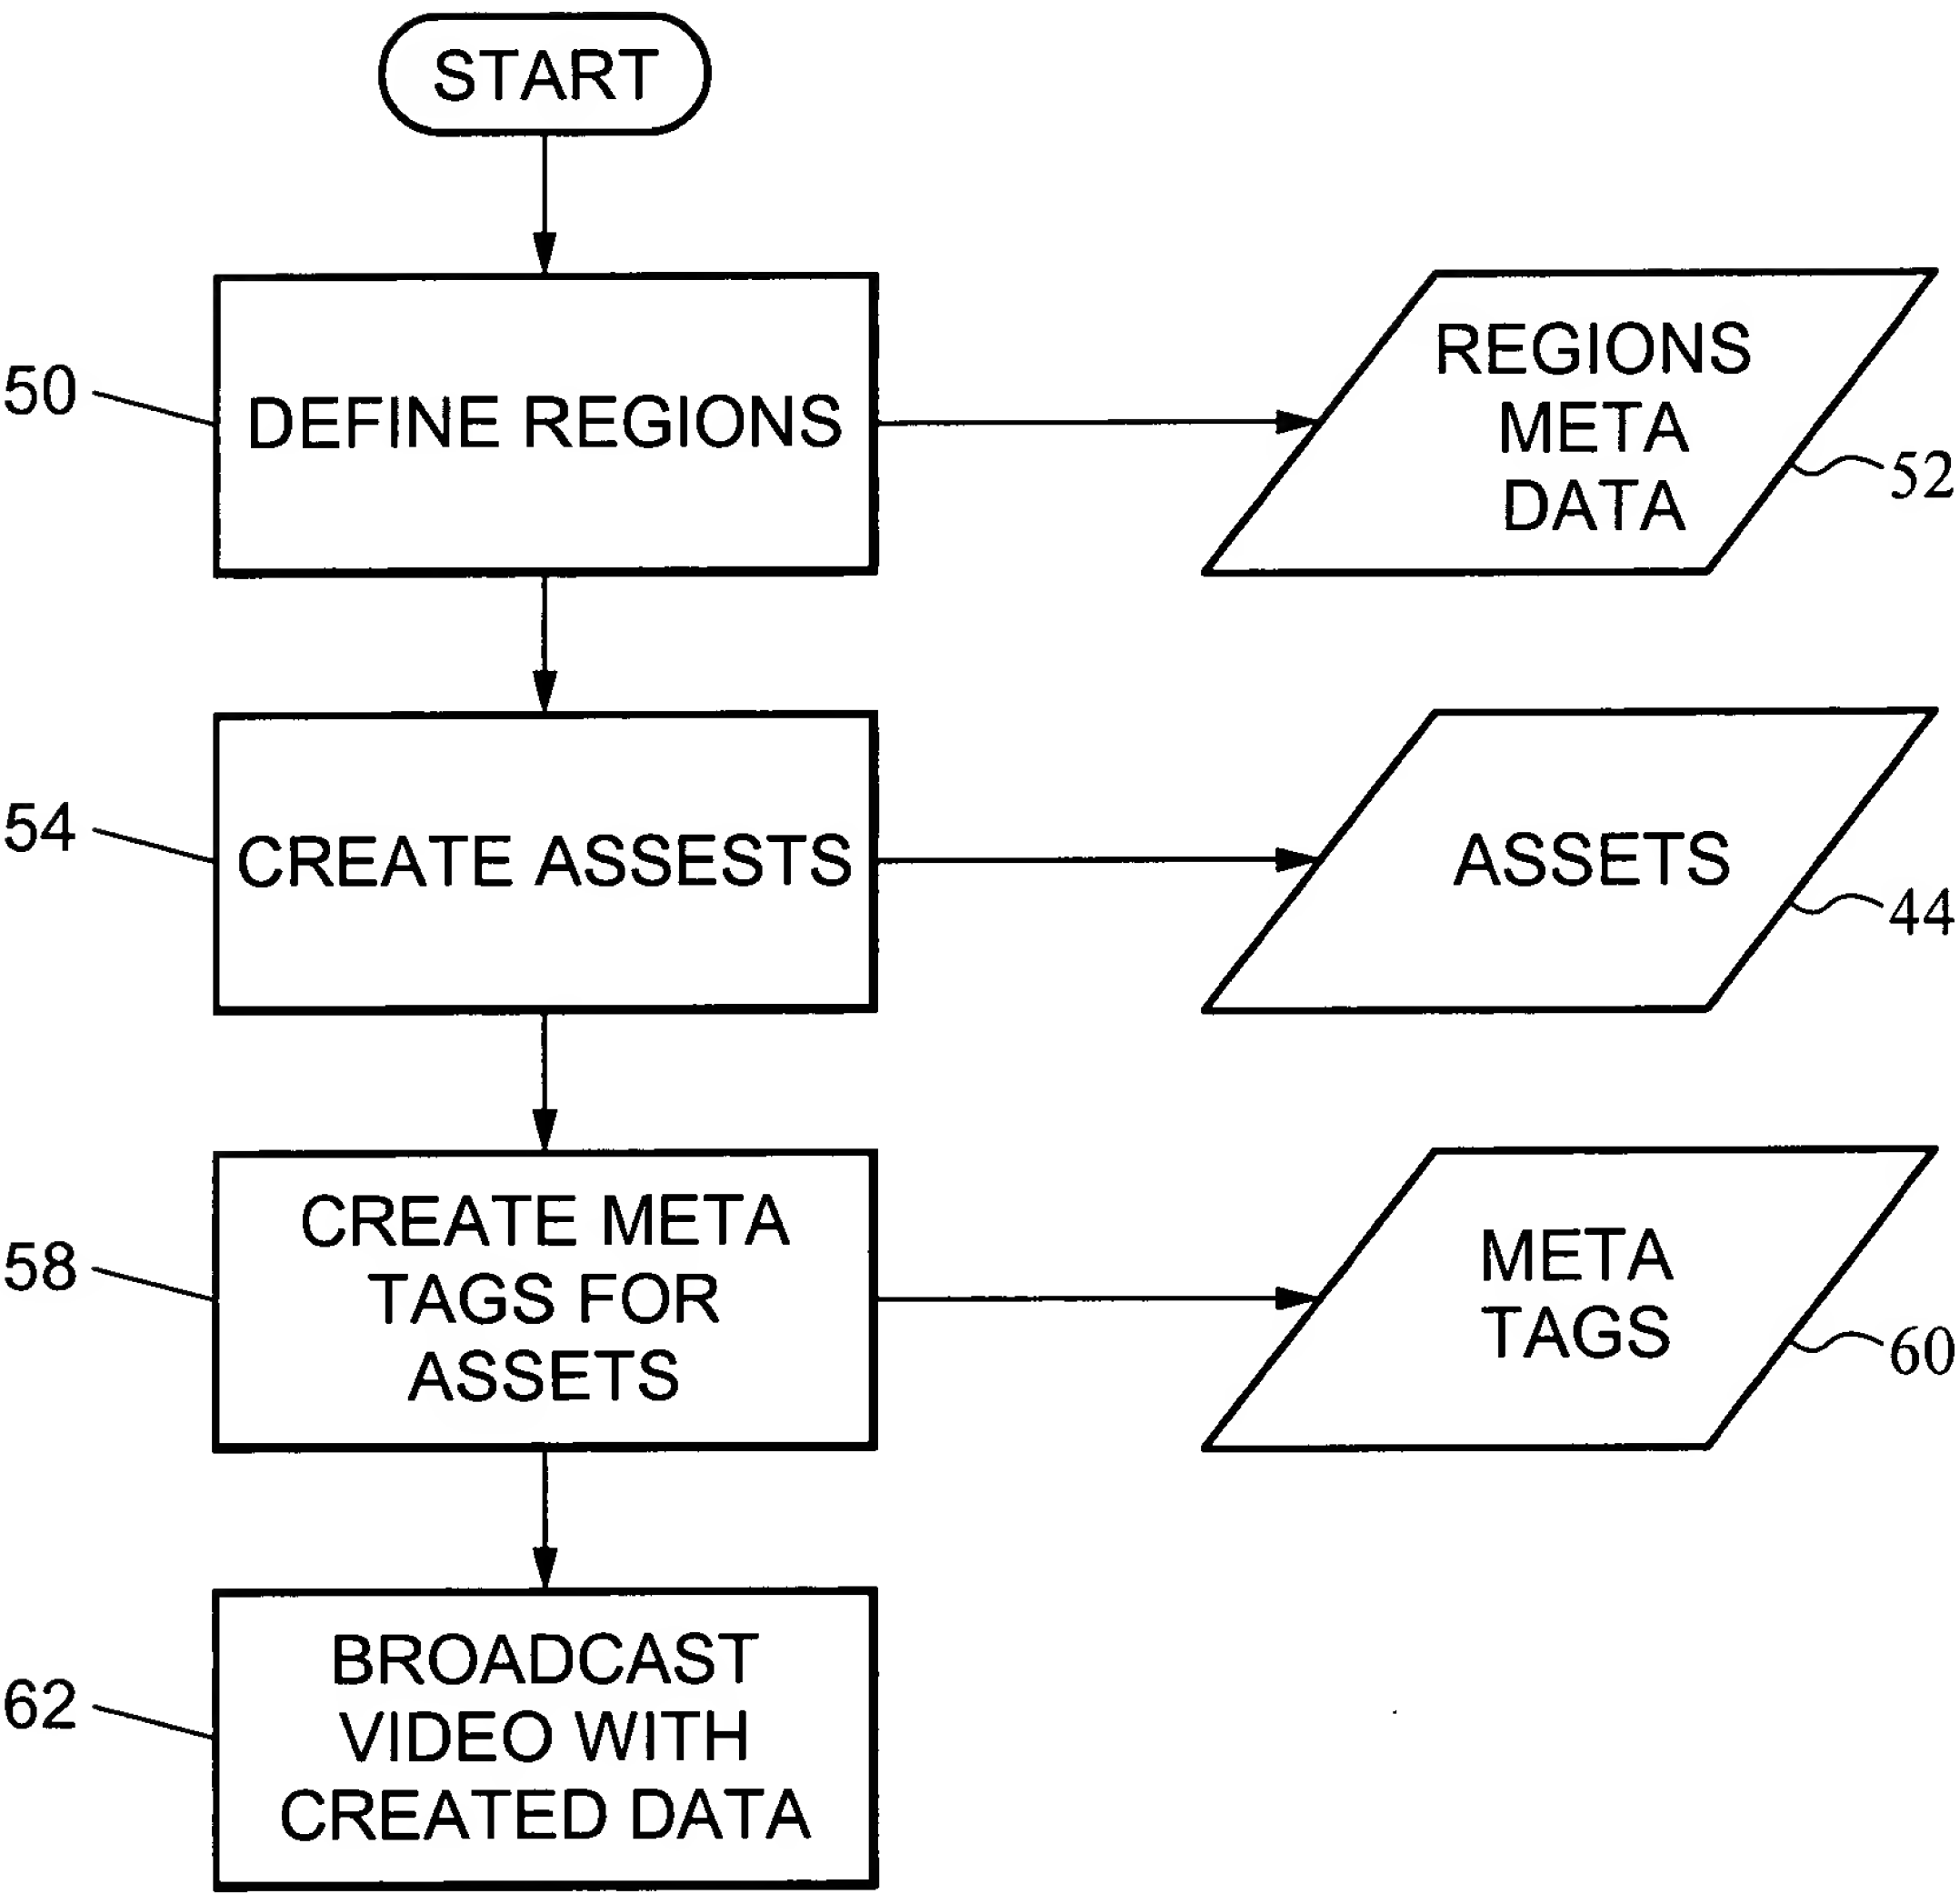 START
50
DEFINE REGIONS
REGIONS
META
DATA
52
54
CREATE ASSESTS
ASSETS
44
58
CREATE META
TAGS FOR
ASSETS
META
TAGS
60
62
BROADCAST
VIDEO WITH
CREATED DATA